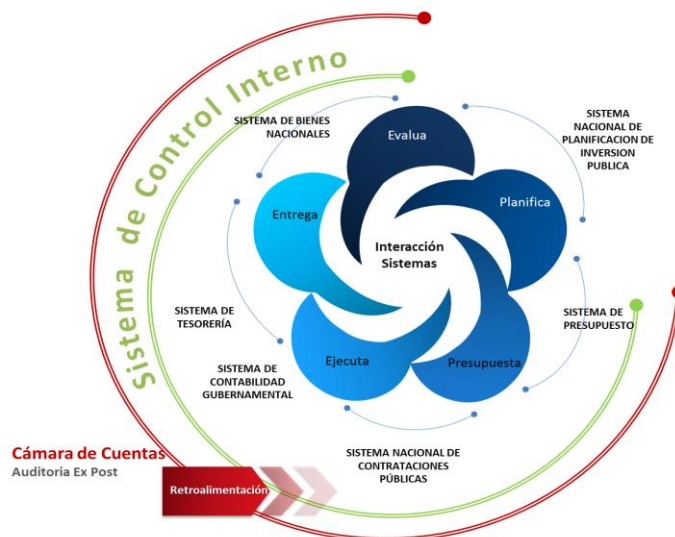 Sistema de Control Interno
SISTEMA DE BIENES
NACIONALES
Evalua
SISTEMA
NACIONAL DE
PLANIFICACION DE
INVERSION
PUBLICA
Entrega
Planifica
Interacción
Sistemas
SISTEMA DE
TESORERÍA
SISTEMA DE
PRESUPUESTO
Ejecuta
Presupuesta
SISTEMA DE
CONTABILIDAD
GUBERNAMENTAL
SISTEMA NACIONAL DE
CONTRATACIONES
PÚBLICAS
Cámara de Cuentas
Auditoria Ex Post
Retroalimentación